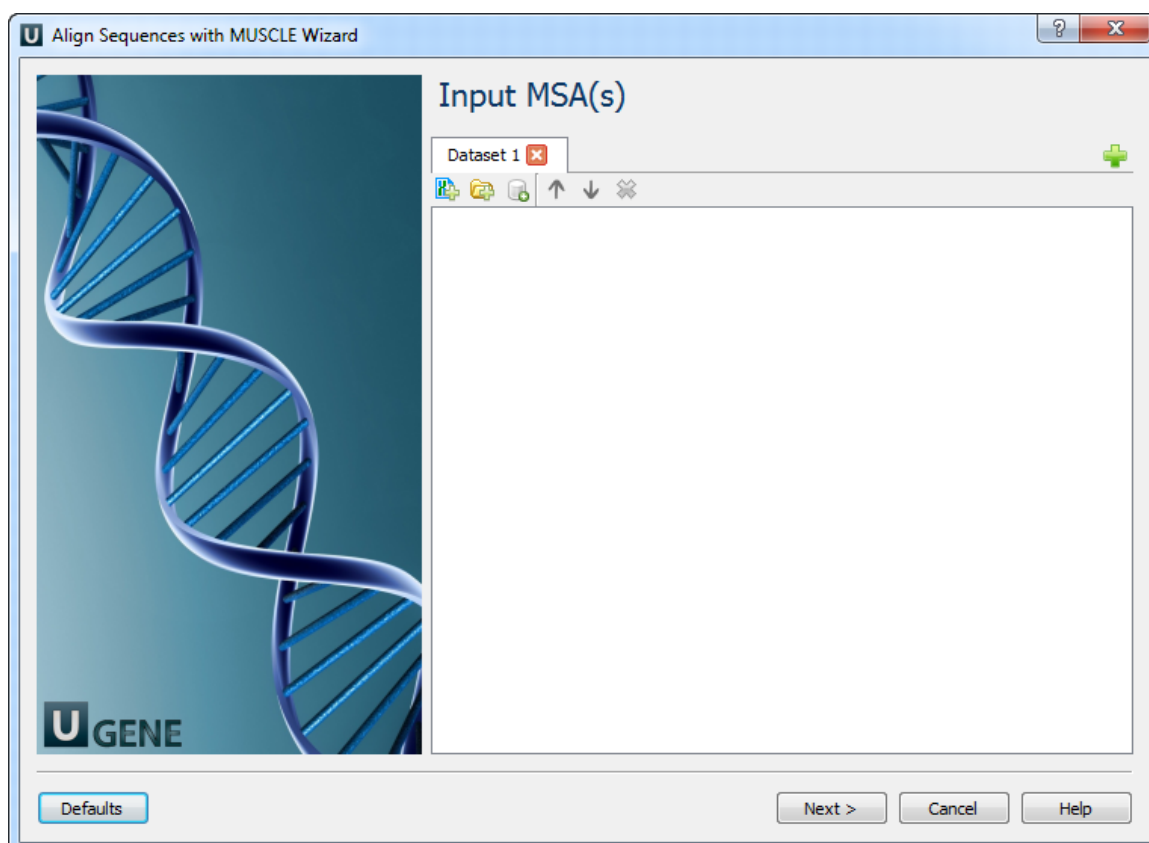 U Align Sequences with MUSCLE Wizard
Input MSA(s)
Dataset 1
U GENE
Defaults
Next >
Cancel
Help